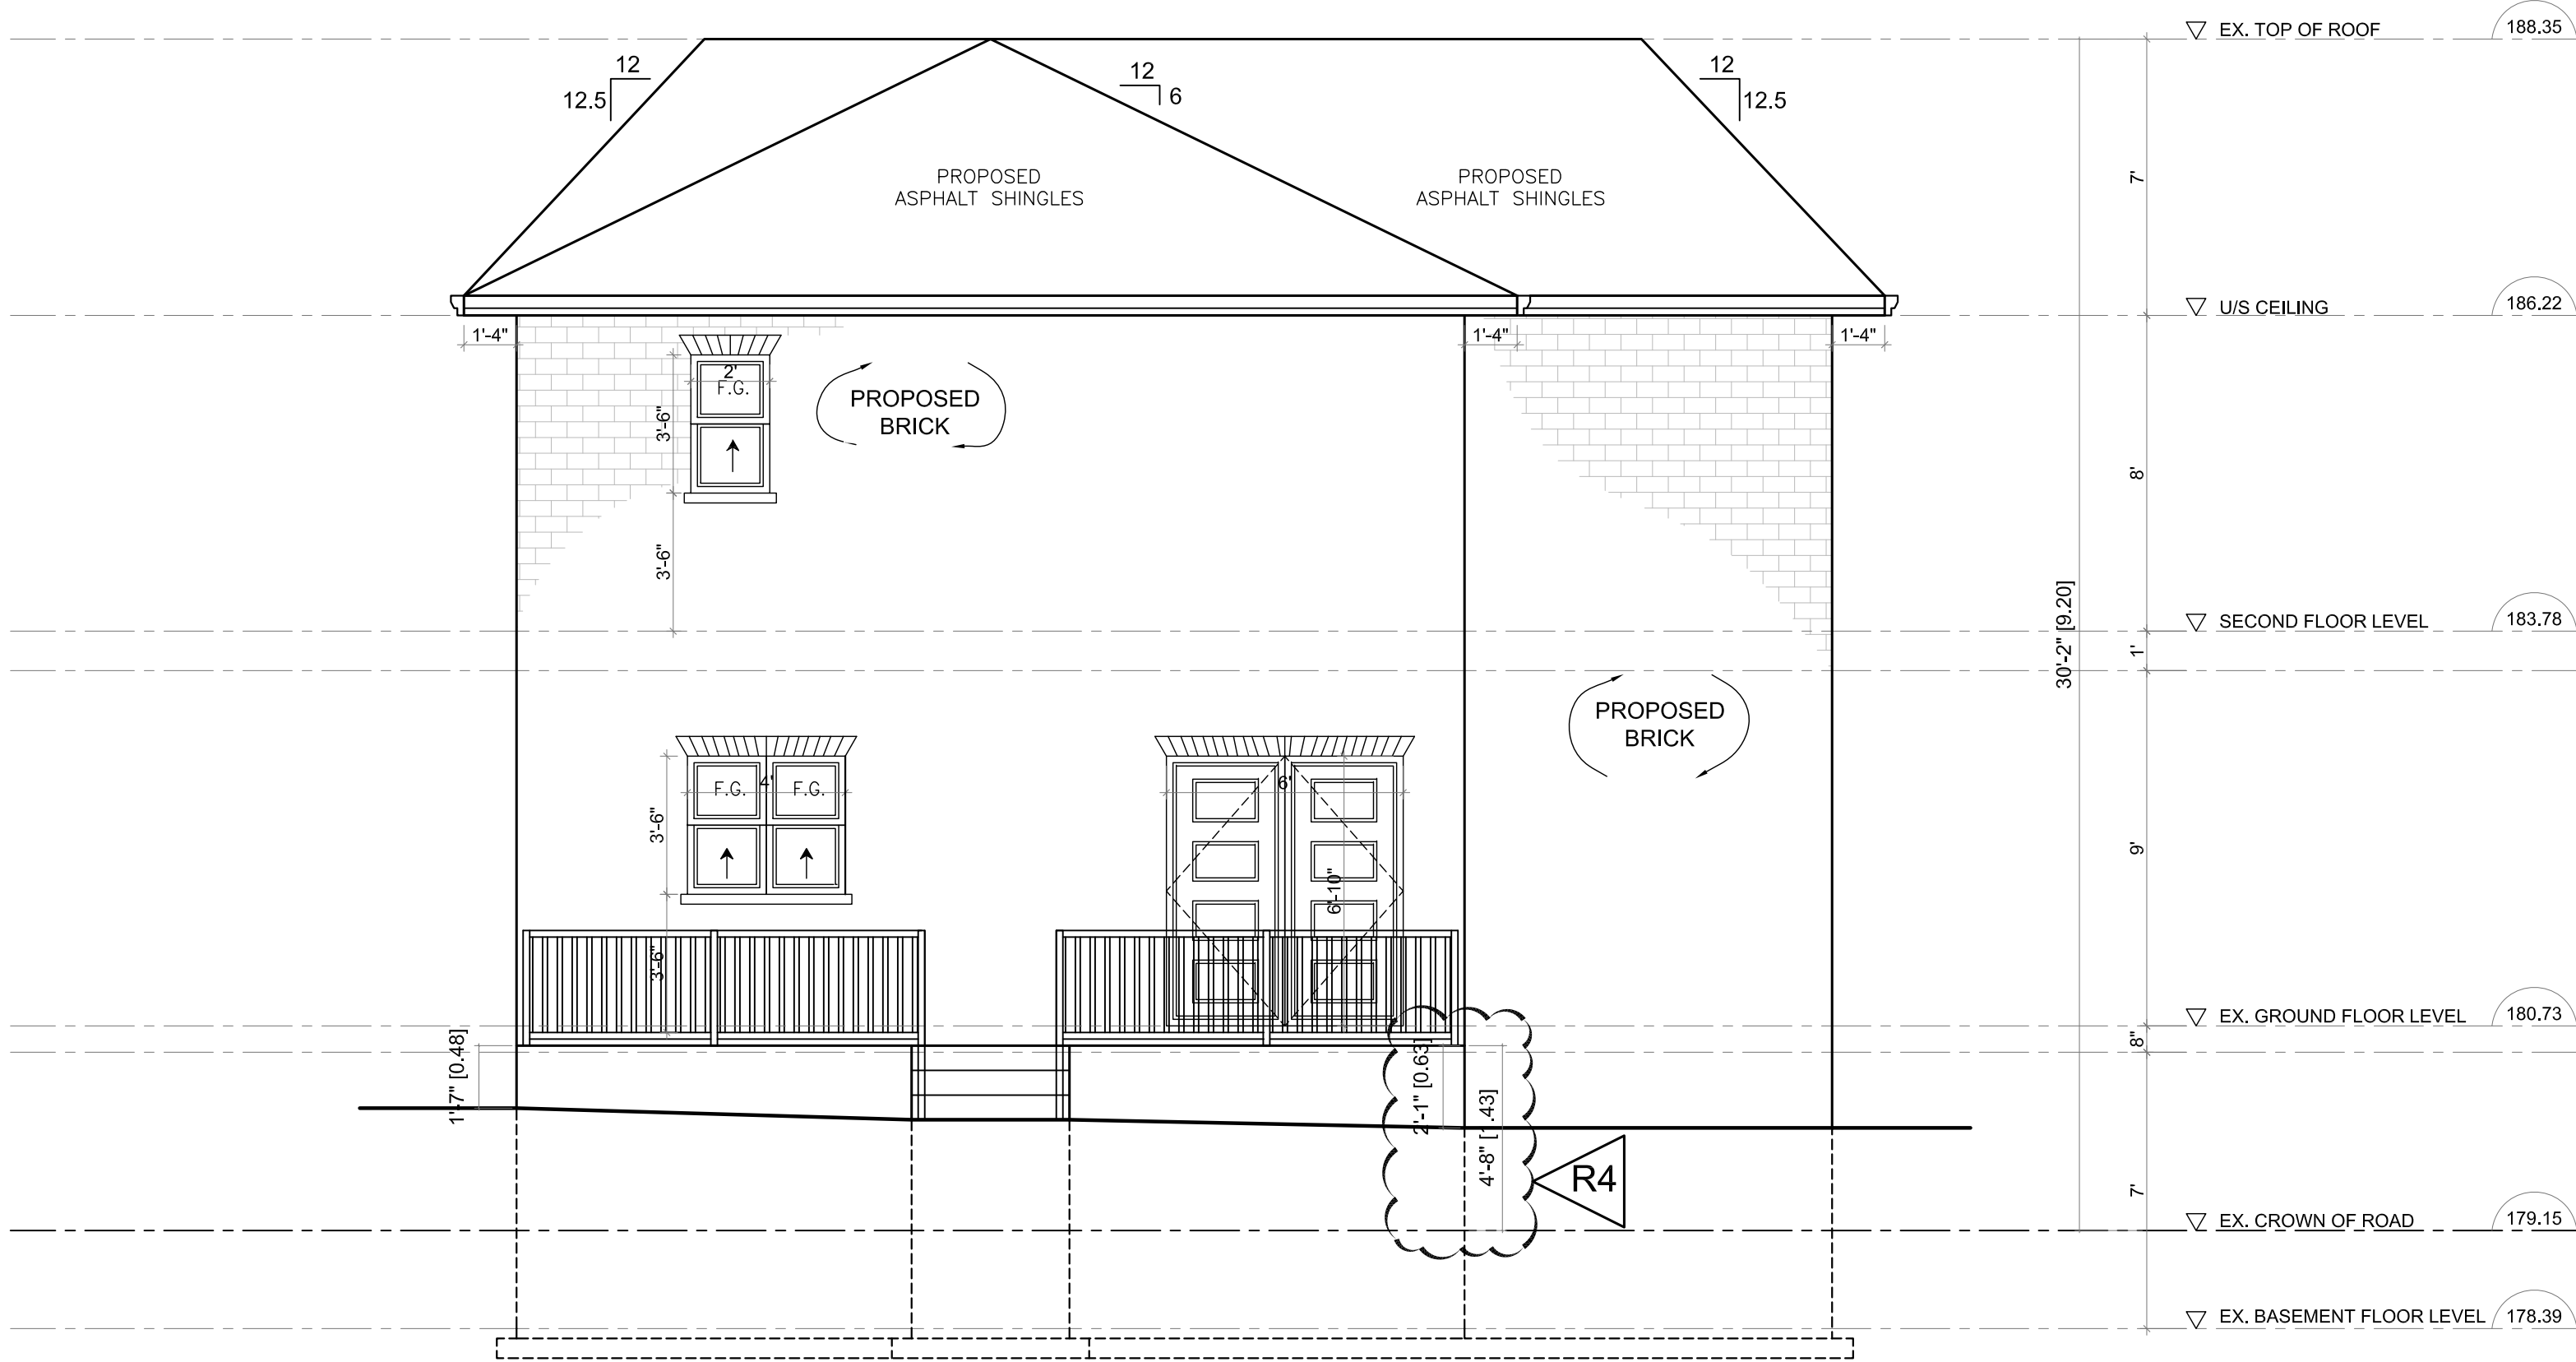 EX. TOP OF ROOF 188.35
12
12.5
12
6
12
12.5
PROPOSED
ASPHALT SHINGLES
PROPOSED
ASPHALT SHINGLES
7'
U/S CEILING 186.22
1'-4"
1'-4"
1'-4"
2'
F.G.
3'-6"
PROPOSED
BRICK
8'
3'-6"
SECOND FLOOR LEVEL 183.78
30'-2" [9.20]
1'
PROPOSED
BRICK
F.G.
4'
F.G.
3'-6"
6'
6'-10"
9'
3'-6"
EX. GROUND FLOOR LEVEL 180.73
8"
1'-7" [0.48]
2'-1" [0.63]
4'-8" [1.43]
R4
7'
EX. CROWN OF ROAD 179.15
EX. BASEMENT FLOOR LEVEL 178.39